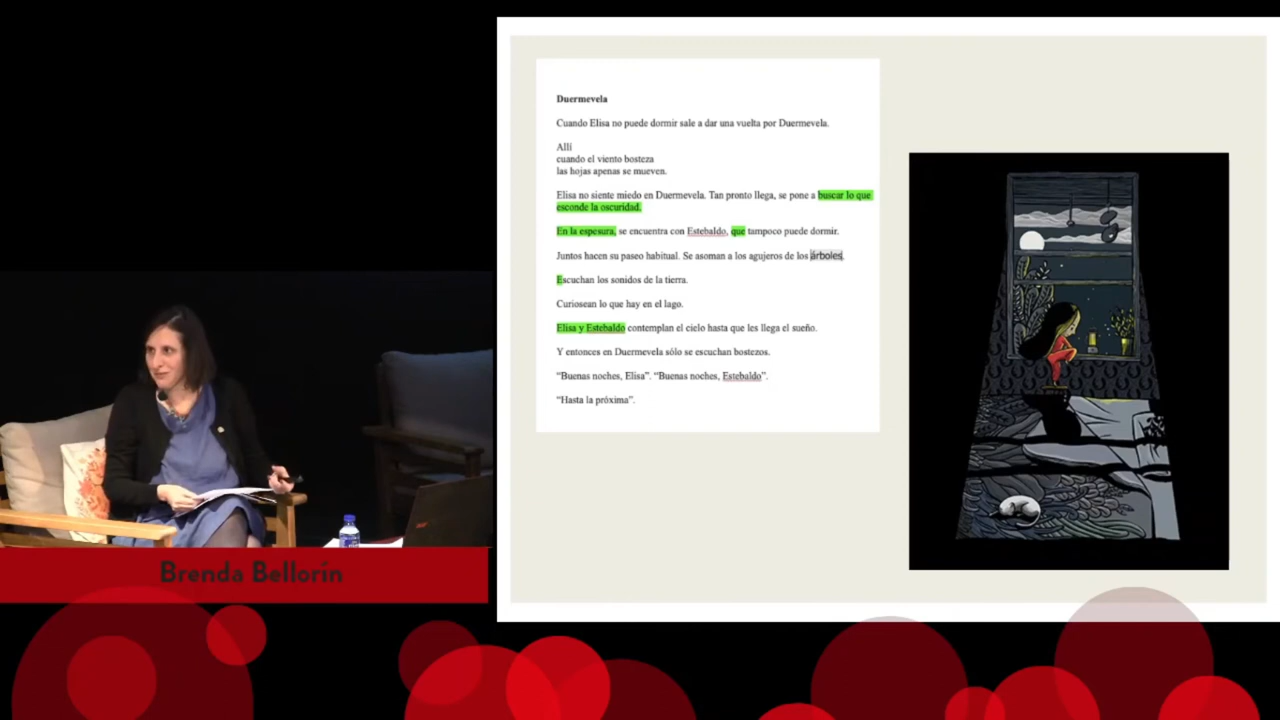 Duermevela
Cuando Elisa no puede dormir sale a dar una vuelta por Duermevela.
Allí
cuando el viento bosteza
las hojas apenas se mueven.
Elisa no siente miedo en Duermevela. Tan pronto llega, se pone a buscar lo que
esconde la oscuridad.
En la espesura, se encuentra con Estebaldo, que tampoco puede dormir.
Juntos hacen su paseo habitual. Se asoman a los agujeros de los árboles.
Escuchan los sonidos de la tierra.
Curiosean lo que hay en el lago.
Elisa y Estebaldo contemplan el cielo hasta que les llega el sueño.
Y entonces en Duermevela sólo se escuchan bostezos.
“Buenas noches, Elisa”. “Buenas noches, Estebaldo”.
“Hasta la próxima”.
Brenda Bellorín